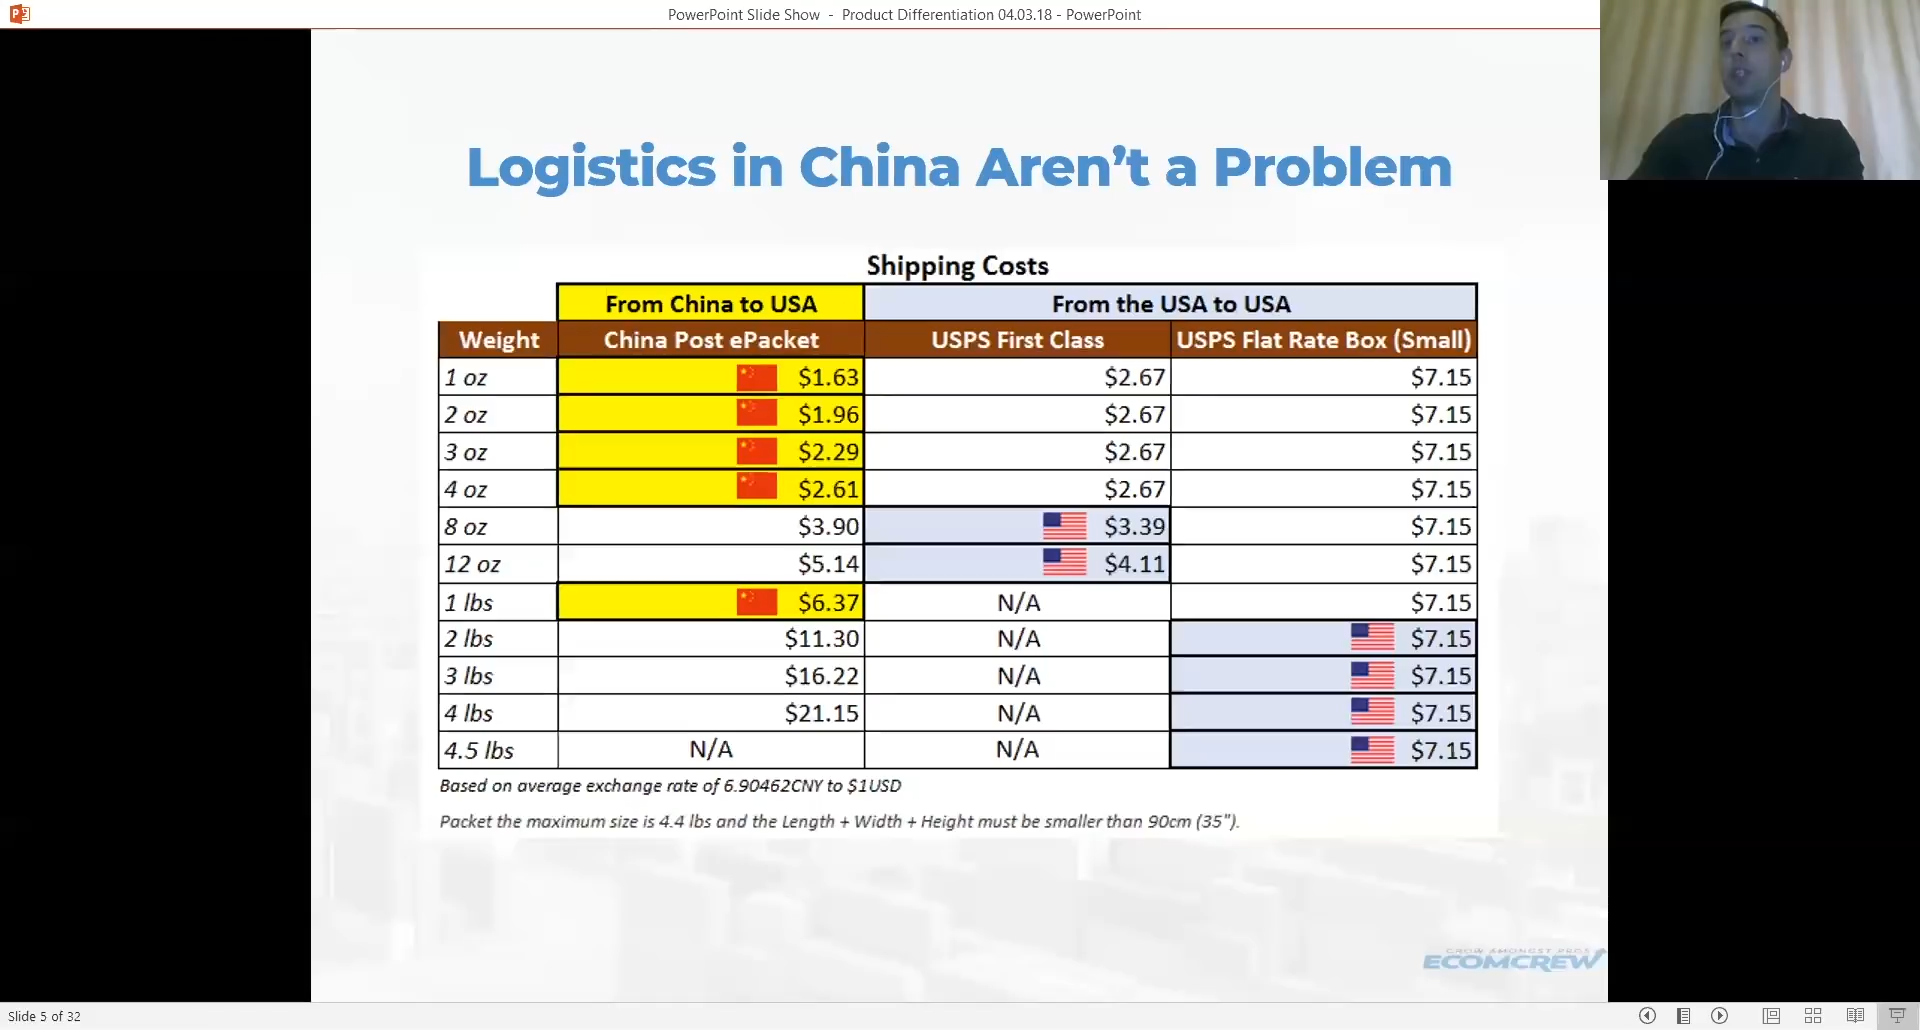 PowerPoint Slide Show - Product Differentiation 04.03.18 - PowerPoint
Logistics in China Aren’t a Problem
Shipping Costs
From China to USA From the USA to USA
Weight China Post ePacket USPS First Class USPS Flat Rate Box (Small)
1 oz $1.63 $2.67 $7.15
2 oz $1.96 $2.67 $7.15
3 oz $2.29 $2.67 $7.15
4 oz $2.61 $2.67 $7.15
8 oz $3.90 $3.39 $7.15
12 oz $5.14 $4.11 $7.15
1 lbs $6.37 N/A $7.15
2 lbs $11.30 N/A $7.15
3 lbs $16.22 N/A $7.15
4 lbs $21.15 N/A $7.15
4.5 lbs N/A N/A $7.15
Based on average exchange rate of 6.90462CNY to $1USD
Packet the maximum size is 4.4 lbs and the Length + Width + Height must be smaller than 90cm (35").
GROW AMONGST PROS
ECOMCREW
Slide 5 of 32